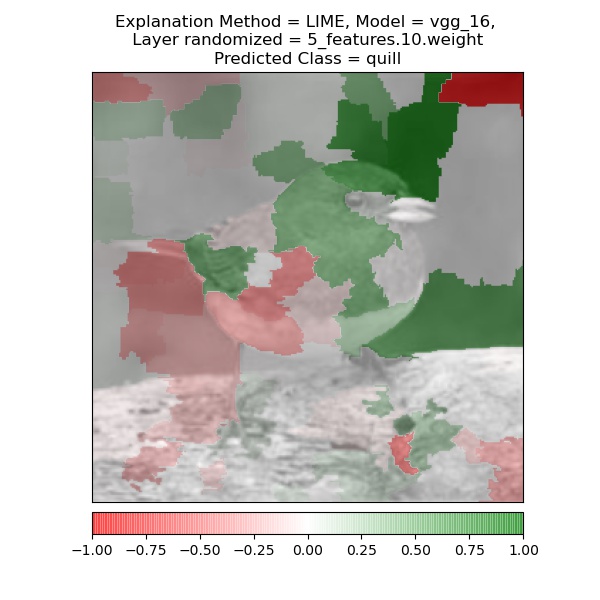 Explanation Method = LIME, Model = vgg_16,
Layer randomized = 5_features.10.weight
Predicted Class = quill
−1.00 −0.75 −0.50 −0.25 0.00 0.25 0.50 0.75 1.00